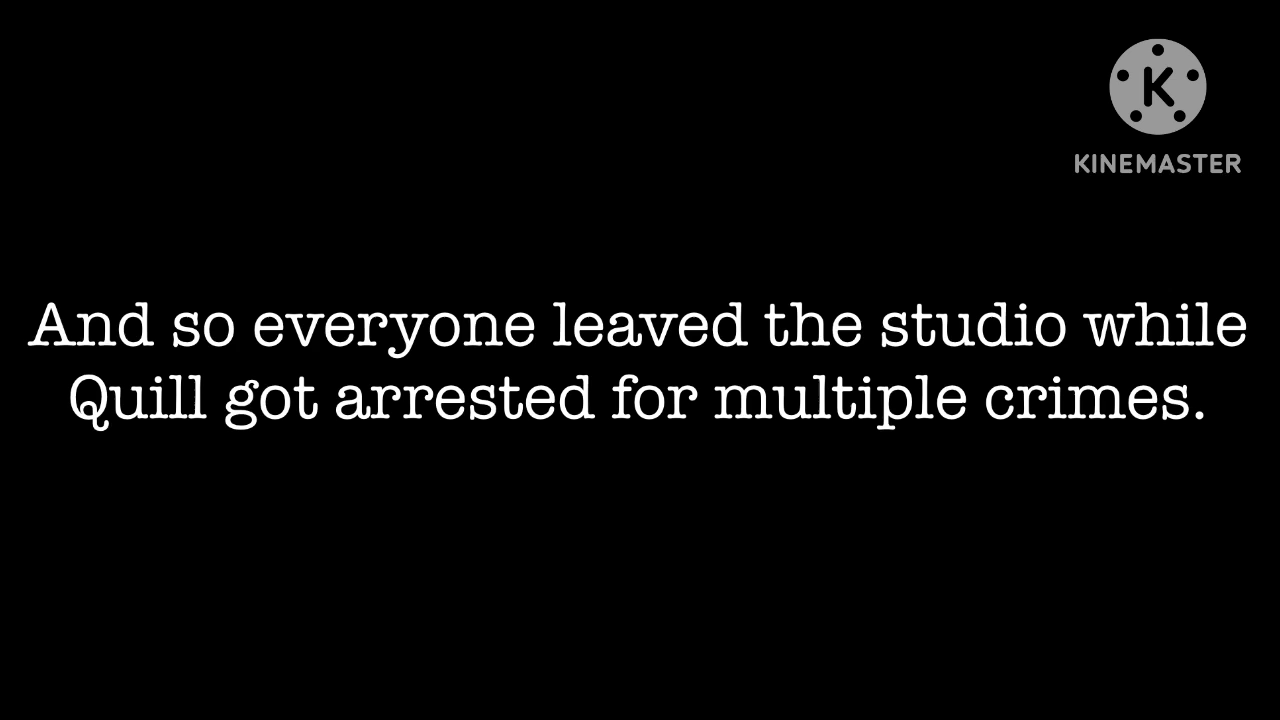 K
KINEMASTER
And so everyone leaved the studio while
Quill got arrested for multiple crimes.